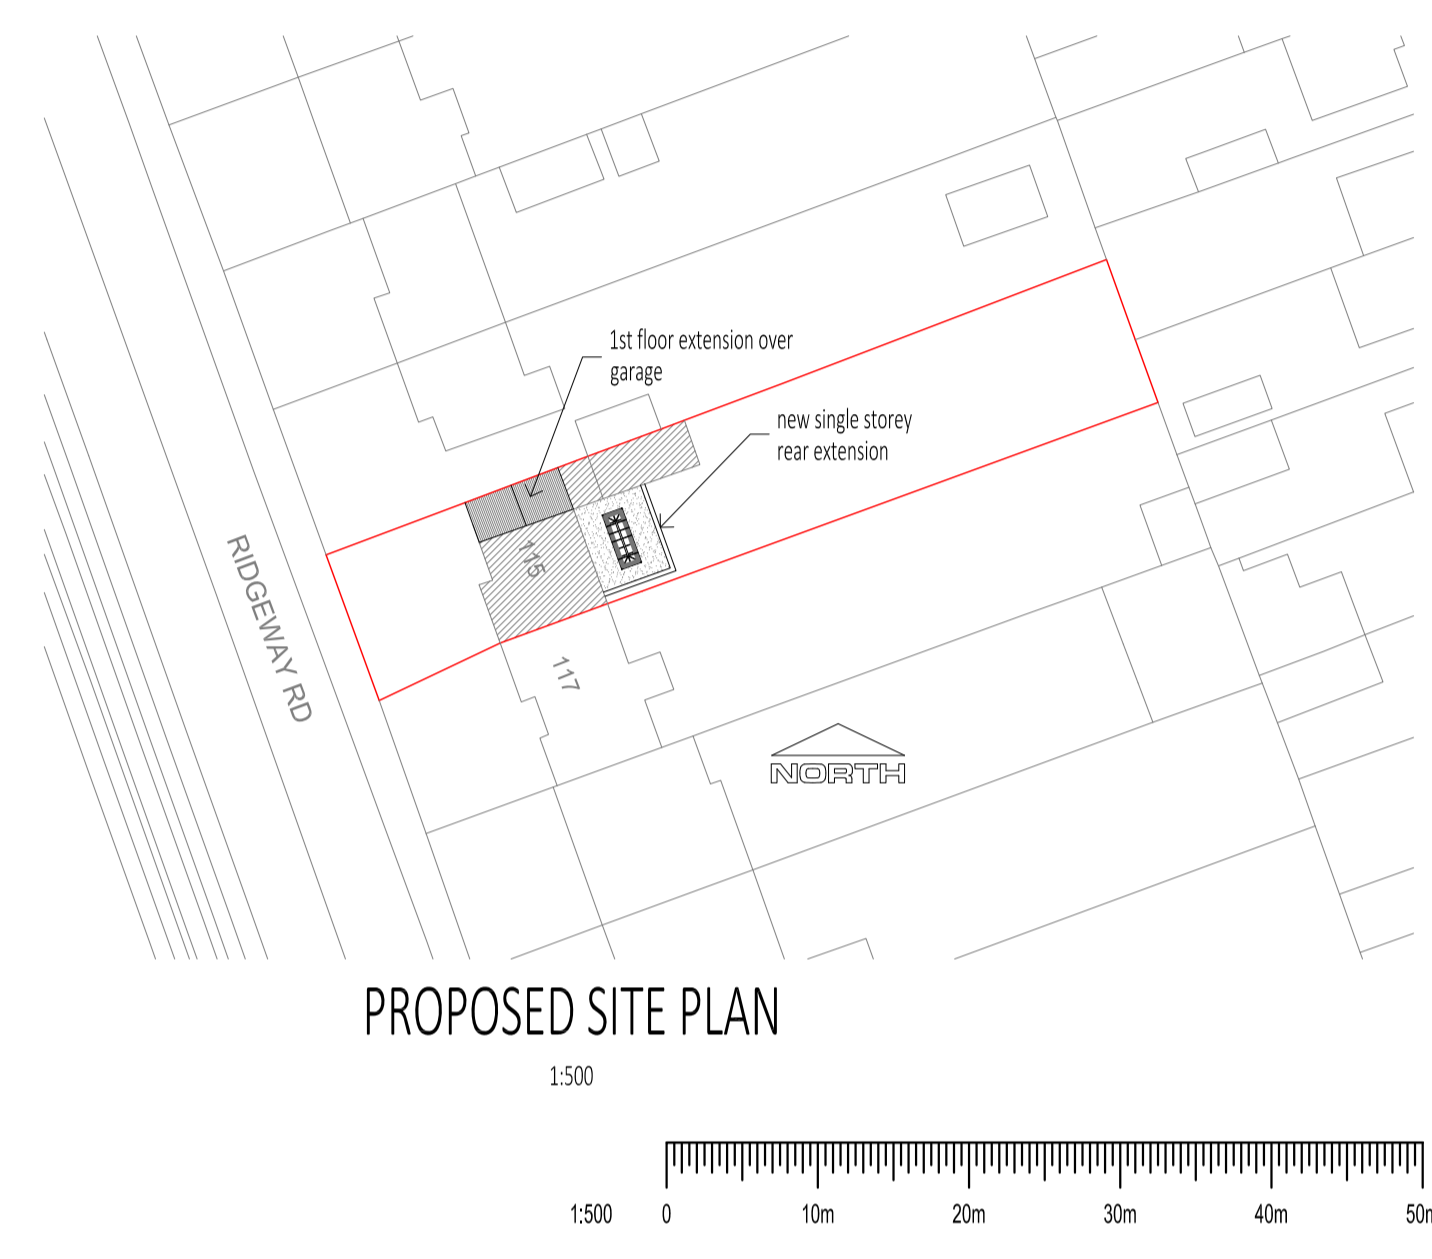 1st floor extension over
garage
new single storey
rear extension
115
RIDGEWAY RD
117
NORTH
PROPOSED SITE PLAN
1:500
1:500 0 10m 20m 30m 40m 50m